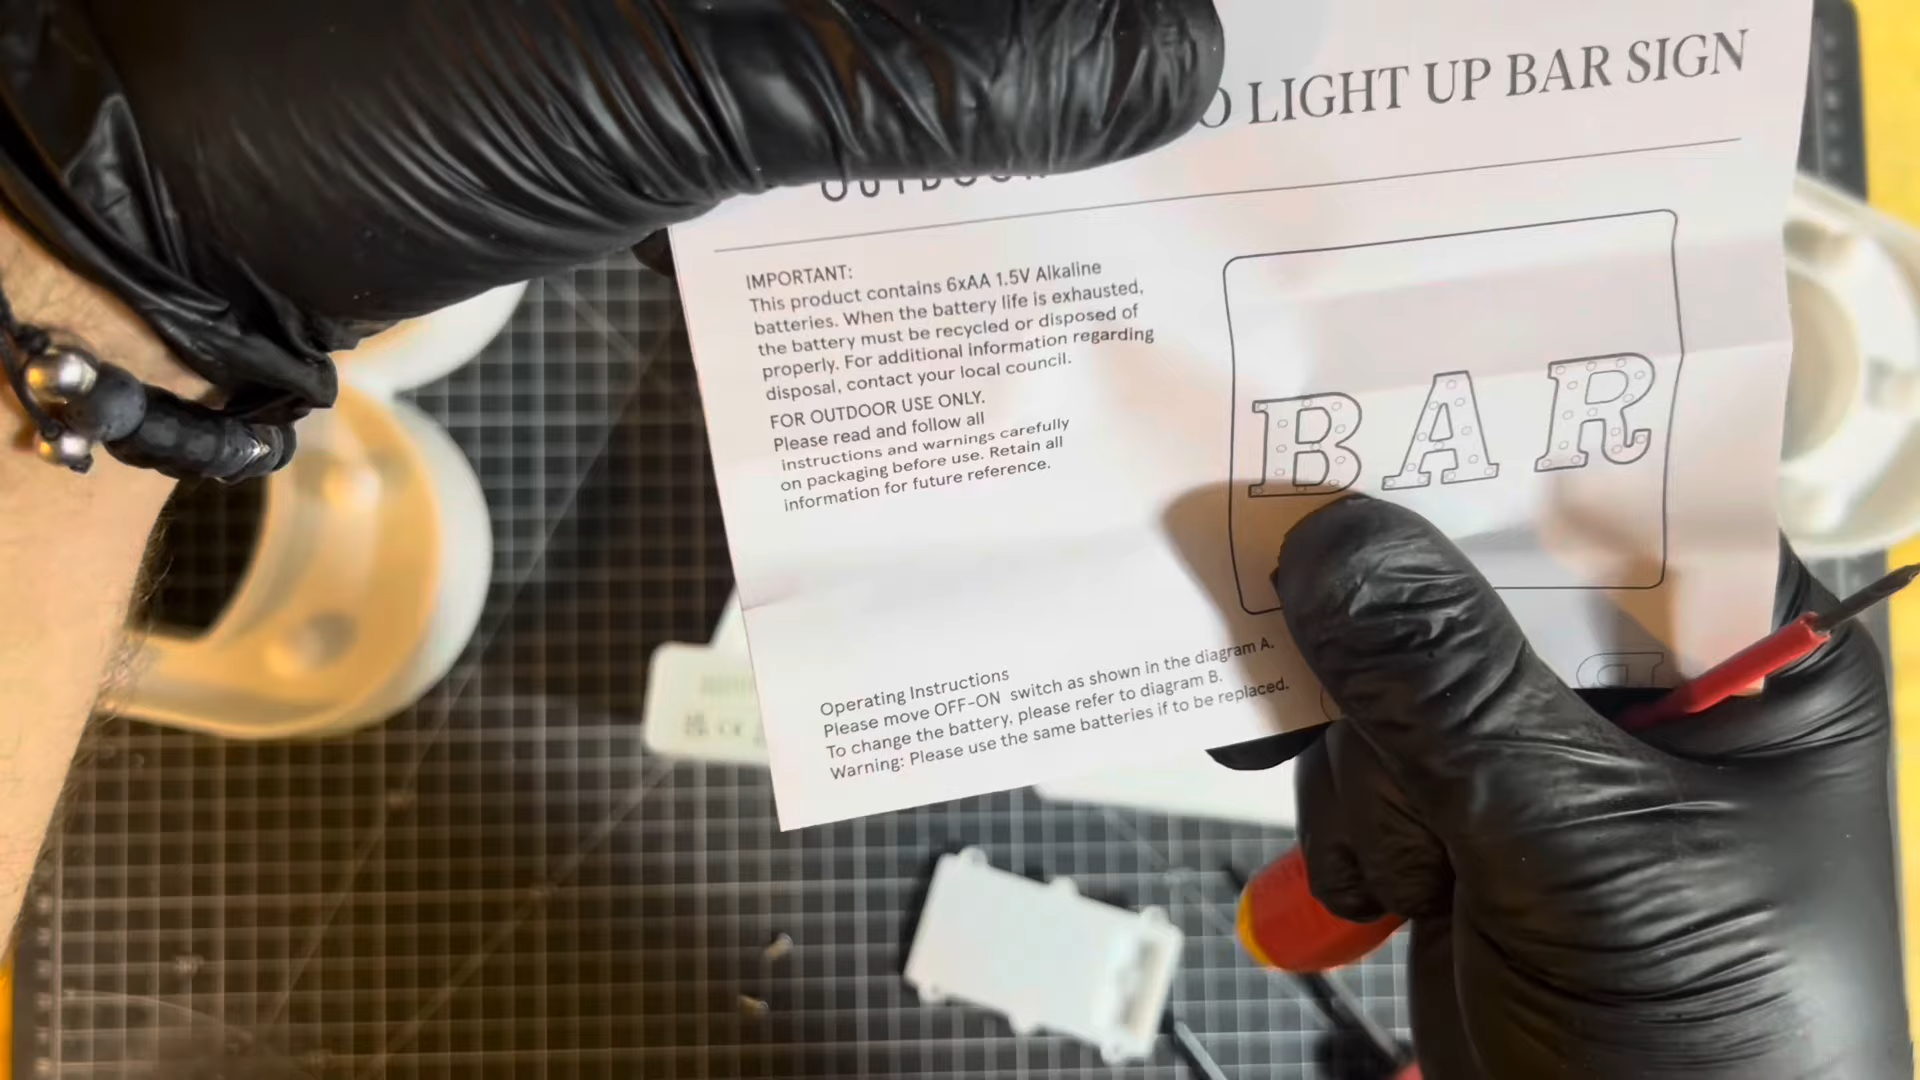 LIGHT UP BAR SIGN
OUTDOOR
IMPORTANT:
This product contains 6xAA 1.5V Alkaline
batteries. When the battery life is exhausted,
the battery must be recycled or disposed of
properly. For additional information regarding
disposal, contact your local council.
FOR OUTDOOR USE ONLY.
Please read and follow all
instructions and warnings carefully
on packaging before use. Retain all
information for future reference.
BAR
Operating Instructions
Please move OFF-ON switch as shown in the diagram A.
To change the battery, please refer to diagram B.
Warning: Please use the same batteries if to be replaced.